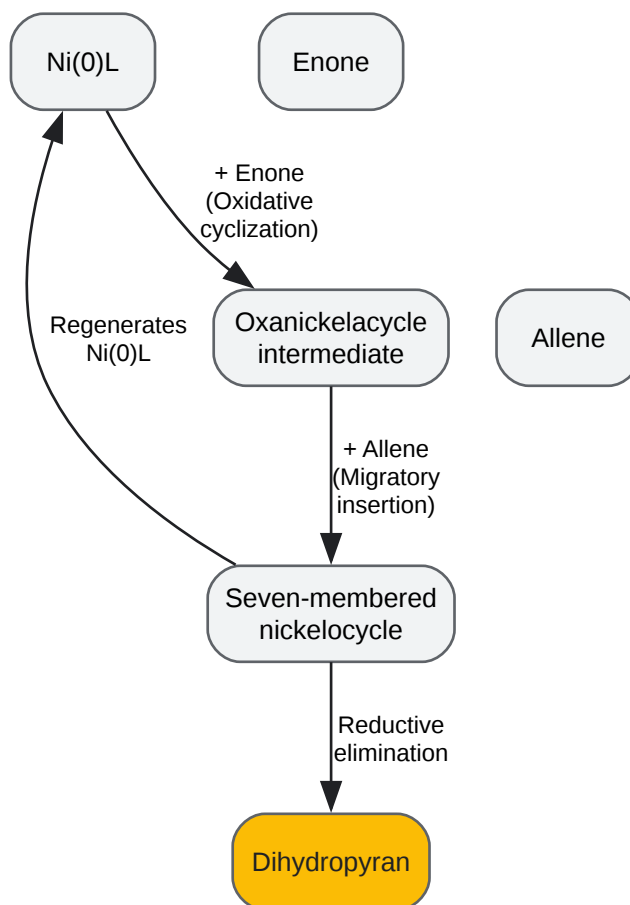 Ni(0)L
Enone
+ Enone
(Oxidative
cyclization)
Oxanickelacycle
intermediate
Allene
Regenerates
Ni(0)L
+ Allene
(Migratory
insertion)
Seven-membered
nickelocycle
Reductive
elimination
Dihydropyran